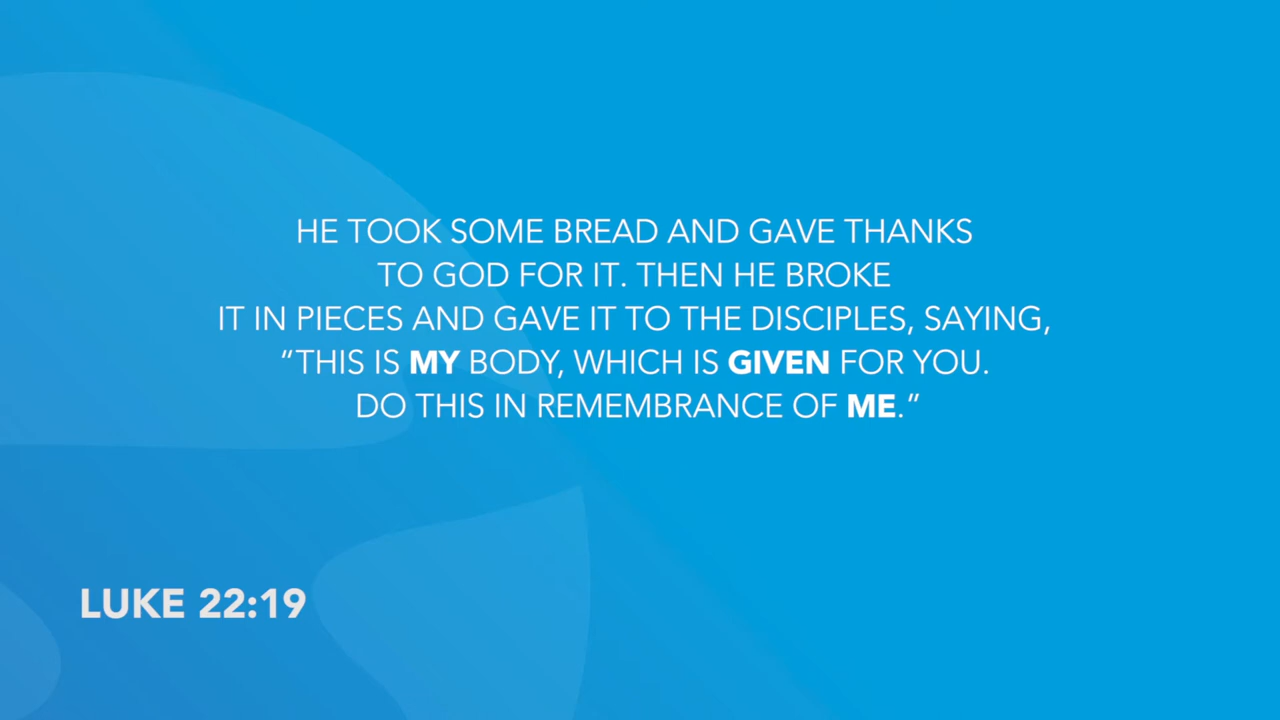 HE TOOK SOME BREAD AND GAVE THANKS
TO GOD FOR IT. THEN HE BROKE
IT IN PIECES AND GAVE IT TO THE DISCIPLES, SAYING,
“THIS IS MY BODY, WHICH IS GIVEN FOR YOU.
DO THIS IN REMEMBRANCE OF ME.”
LUKE 22:19